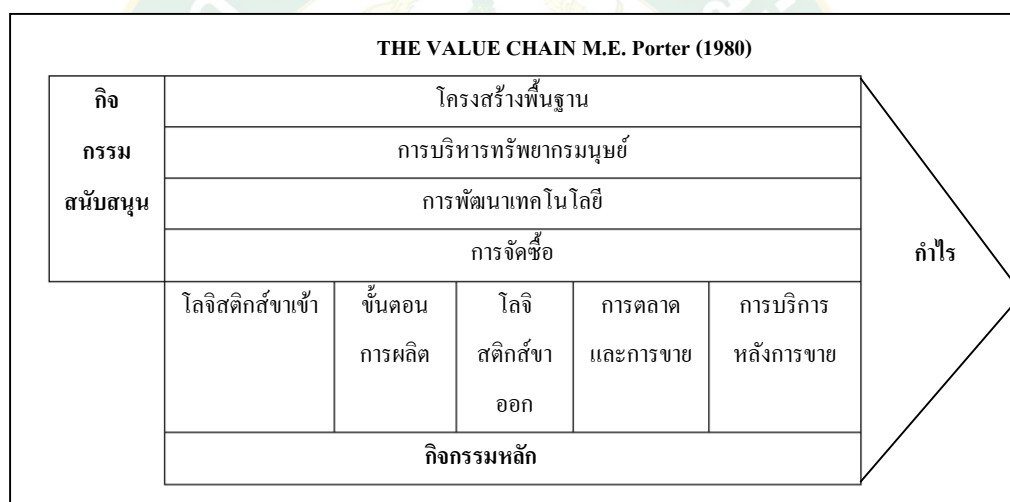 THE VALUE CHAIN M.E. Porter (1980)
กิจ
กรรม
สนับสนุน
โครงสร้างพื้นฐาน
การบริหารทรัพยากรมนุษย์
การพัฒนาเทคโนโลยี
การจัดซื้อ
กำไร
โลจิสติกส์ขาเข้า
ขั้นตอน
การผลิต
โลจิ
สติกส์ขา
ออก
การตลาด
และการขาย
การบริการ
หลังการขาย
กิจกรรมหลัก